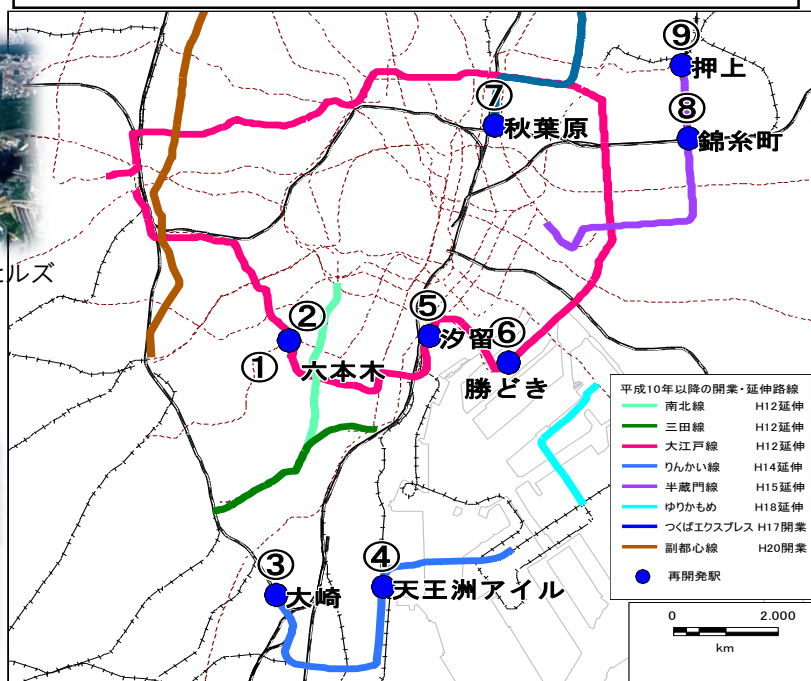 ⑨
押上
⑦
⑧
秋葉原
錦糸町
ヒルズ
②
⑤
汐留
⑥
①
六本木
勝どき
平成10年以降の開業・延伸路線
南北線 H12延伸
三田線 H12延伸
大江戸線 H12延伸
りんかい線 H14延伸
半蔵門線 H15延伸
ゆりかもめ H18延伸
つくばエクスプレス H17開業
副都心線 H20開業
再開発駅
③
大崎
④
天王洲アイル
0 2.000
km